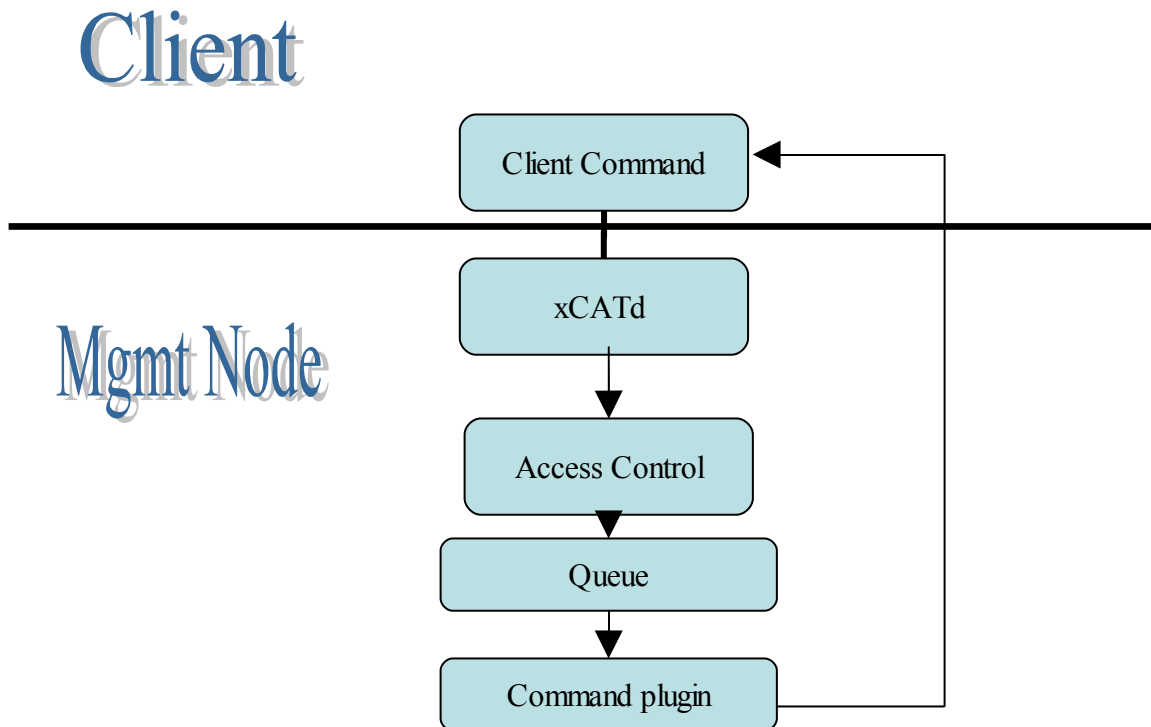 Client
Client Command
xCATd
Mgmt Node
Access Control
Queue
Command plugin